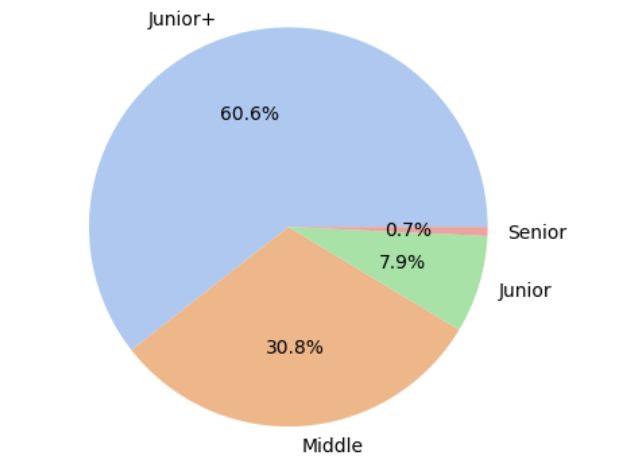 Junior+
60.6%
0.7%
Senior
7.9%
Junior
30.8%
Middle